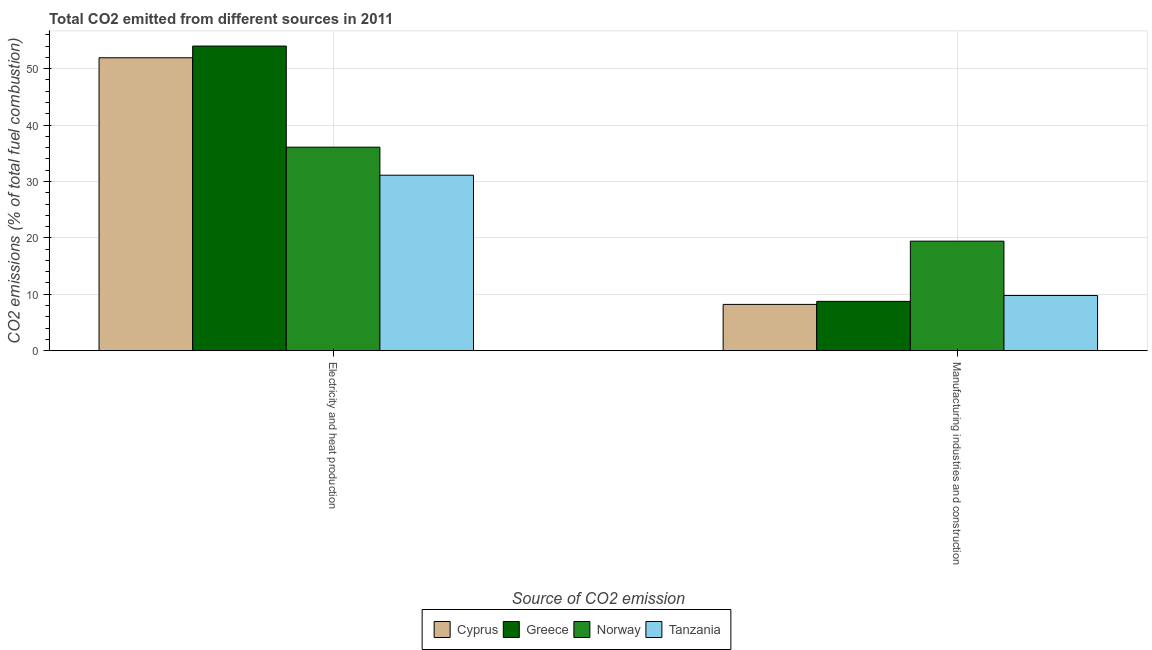 Total CO2 emitted from different sources in 2011
CO2 emissions (% of total fuel combustion)
50
40
30
20
10
0
Electricity and heat production
Manufacturing industries and construction
Source of CO2 emission
Cyprus
Greece
Norway
Tanzania